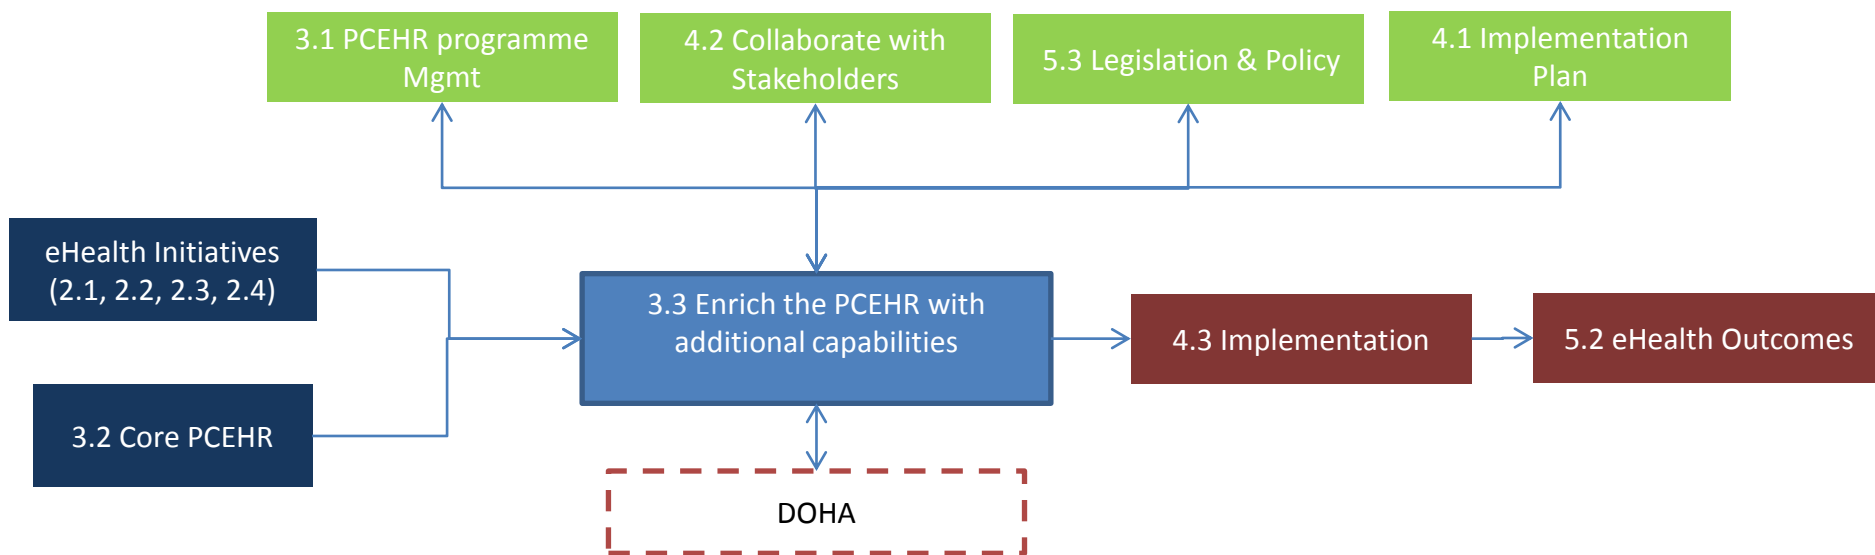 3.1 PCEHR programme
Mgmt
4.2 Collaborate with
Stakeholders
5.3 Legislation & Policy
4.1 Implementation
Plan
eHealth Initiatives
(2.1, 2.2, 2.3, 2.4)
3.2 Core PCEHR
3.3 Enrich the PCEHR with
additional capabilities
4.3 Implementation
5.2 eHealth Outcomes
DOHA